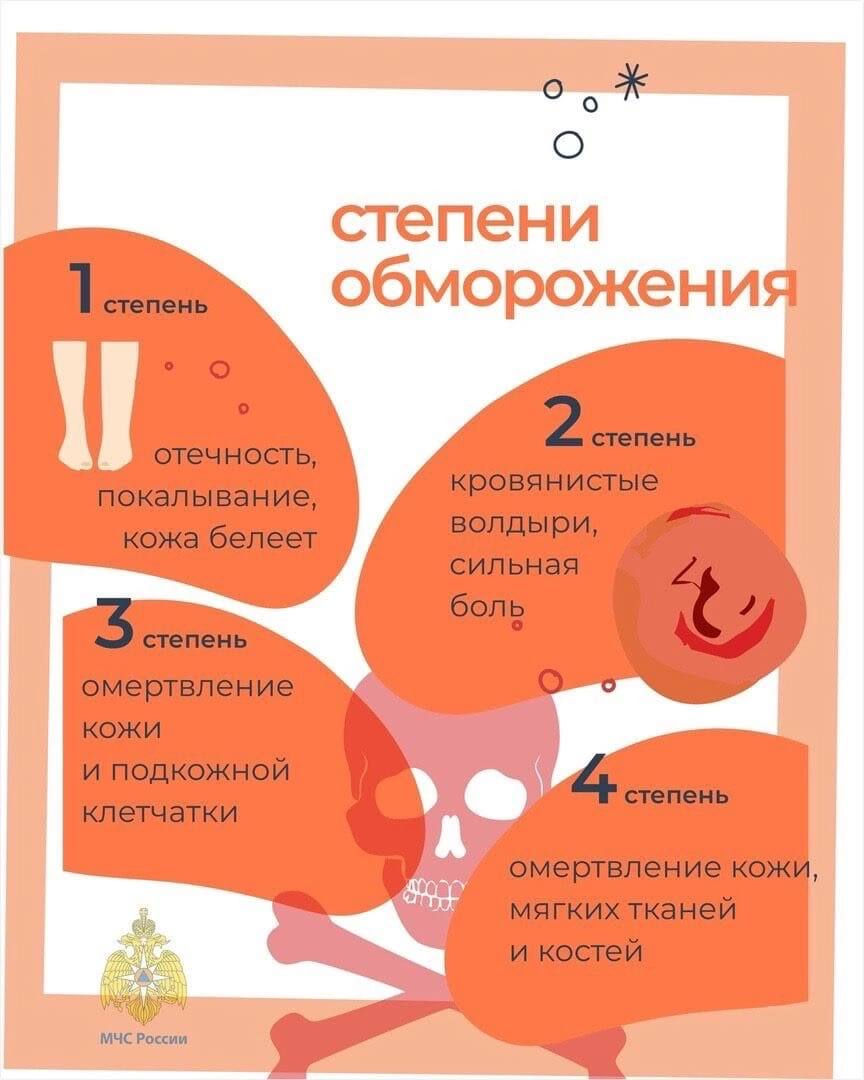 степени
обморожения
1 степень
отечность,
покалывание,
кожа белеет
2 степень
кровянистые
волдыри,
сильная
боль
3 степень
омертвление
кожи
и подкожной
клетчатки
4 степень
омертвление кожи,
мягких тканей
и костей
МЧС России